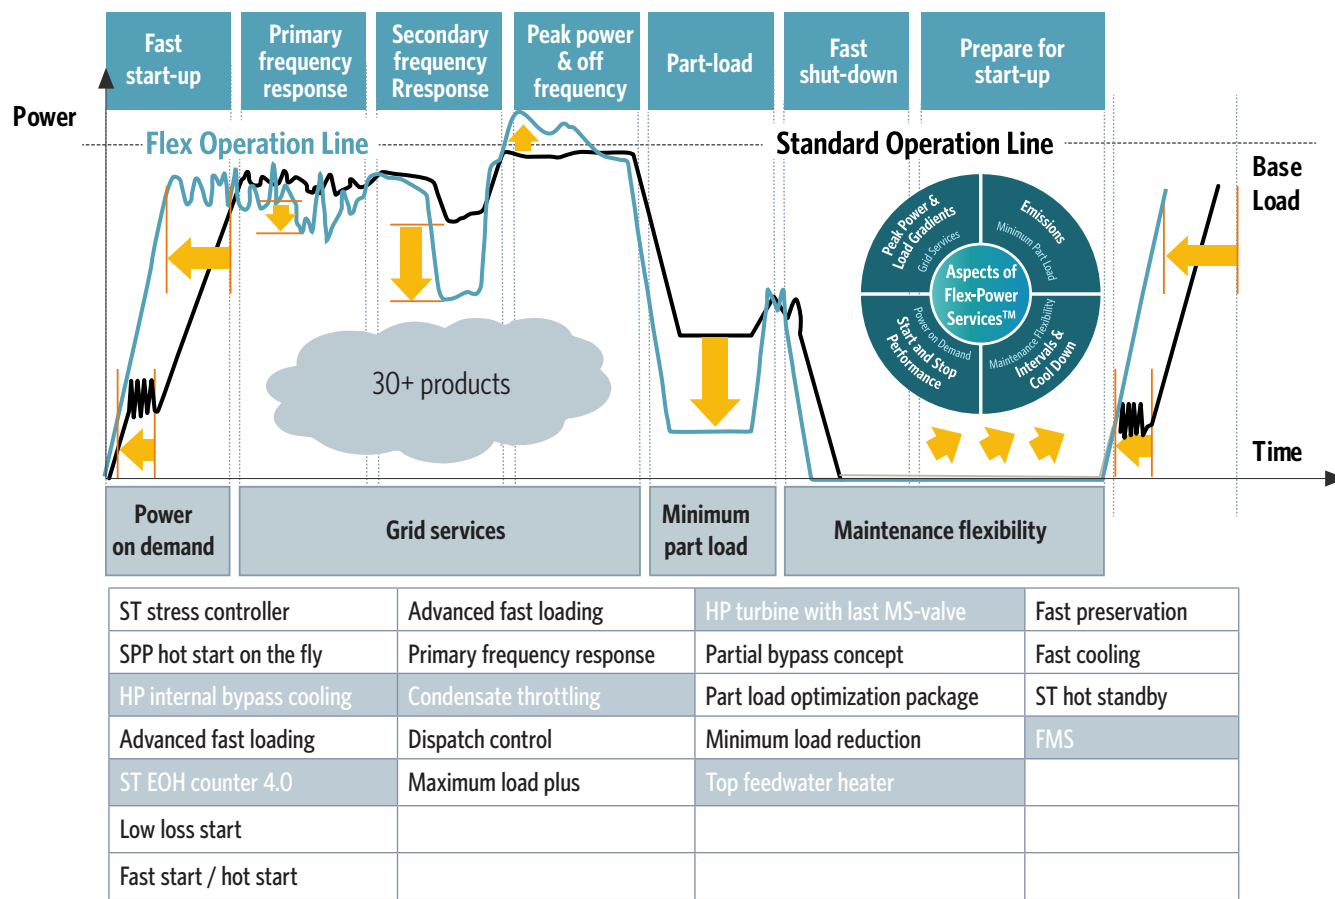 Fast
start-up
Primary
frequency
response
Secondary
frequency
Rresponse
Peak power
& off
frequency
Part-load
Fast
shut-down
Prepare for
start-up
Power
Flex Operation Line
Standard Operation Line
Base
Load
Peak Power &
Load Gradients
Grid Services
Emissions
Minimum Part Load
Aspects of
Flex-Power
Services™
Power on Demand
Start and Stop
Performance
Maintenance Flexibility
Intervals &
Cool Down
30+ products
Time
Power
on demand
Grid services
Minimum
part load
Maintenance flexibility
ST stress controller
Advanced fast loading
HP turbine with last MS-valve
Fast preservation
SPP hot start on the fly
Primary frequency response
Partial bypass concept
Fast cooling
HP internal bypass cooling
Condensate throttling
Part load optimization package
ST hot standby
Advanced fast loading
Dispatch control
Minimum load reduction
FMS
ST EOH counter 4.0
Maximum load plus
Top feedwater heater
Low loss start
Fast start / hot start